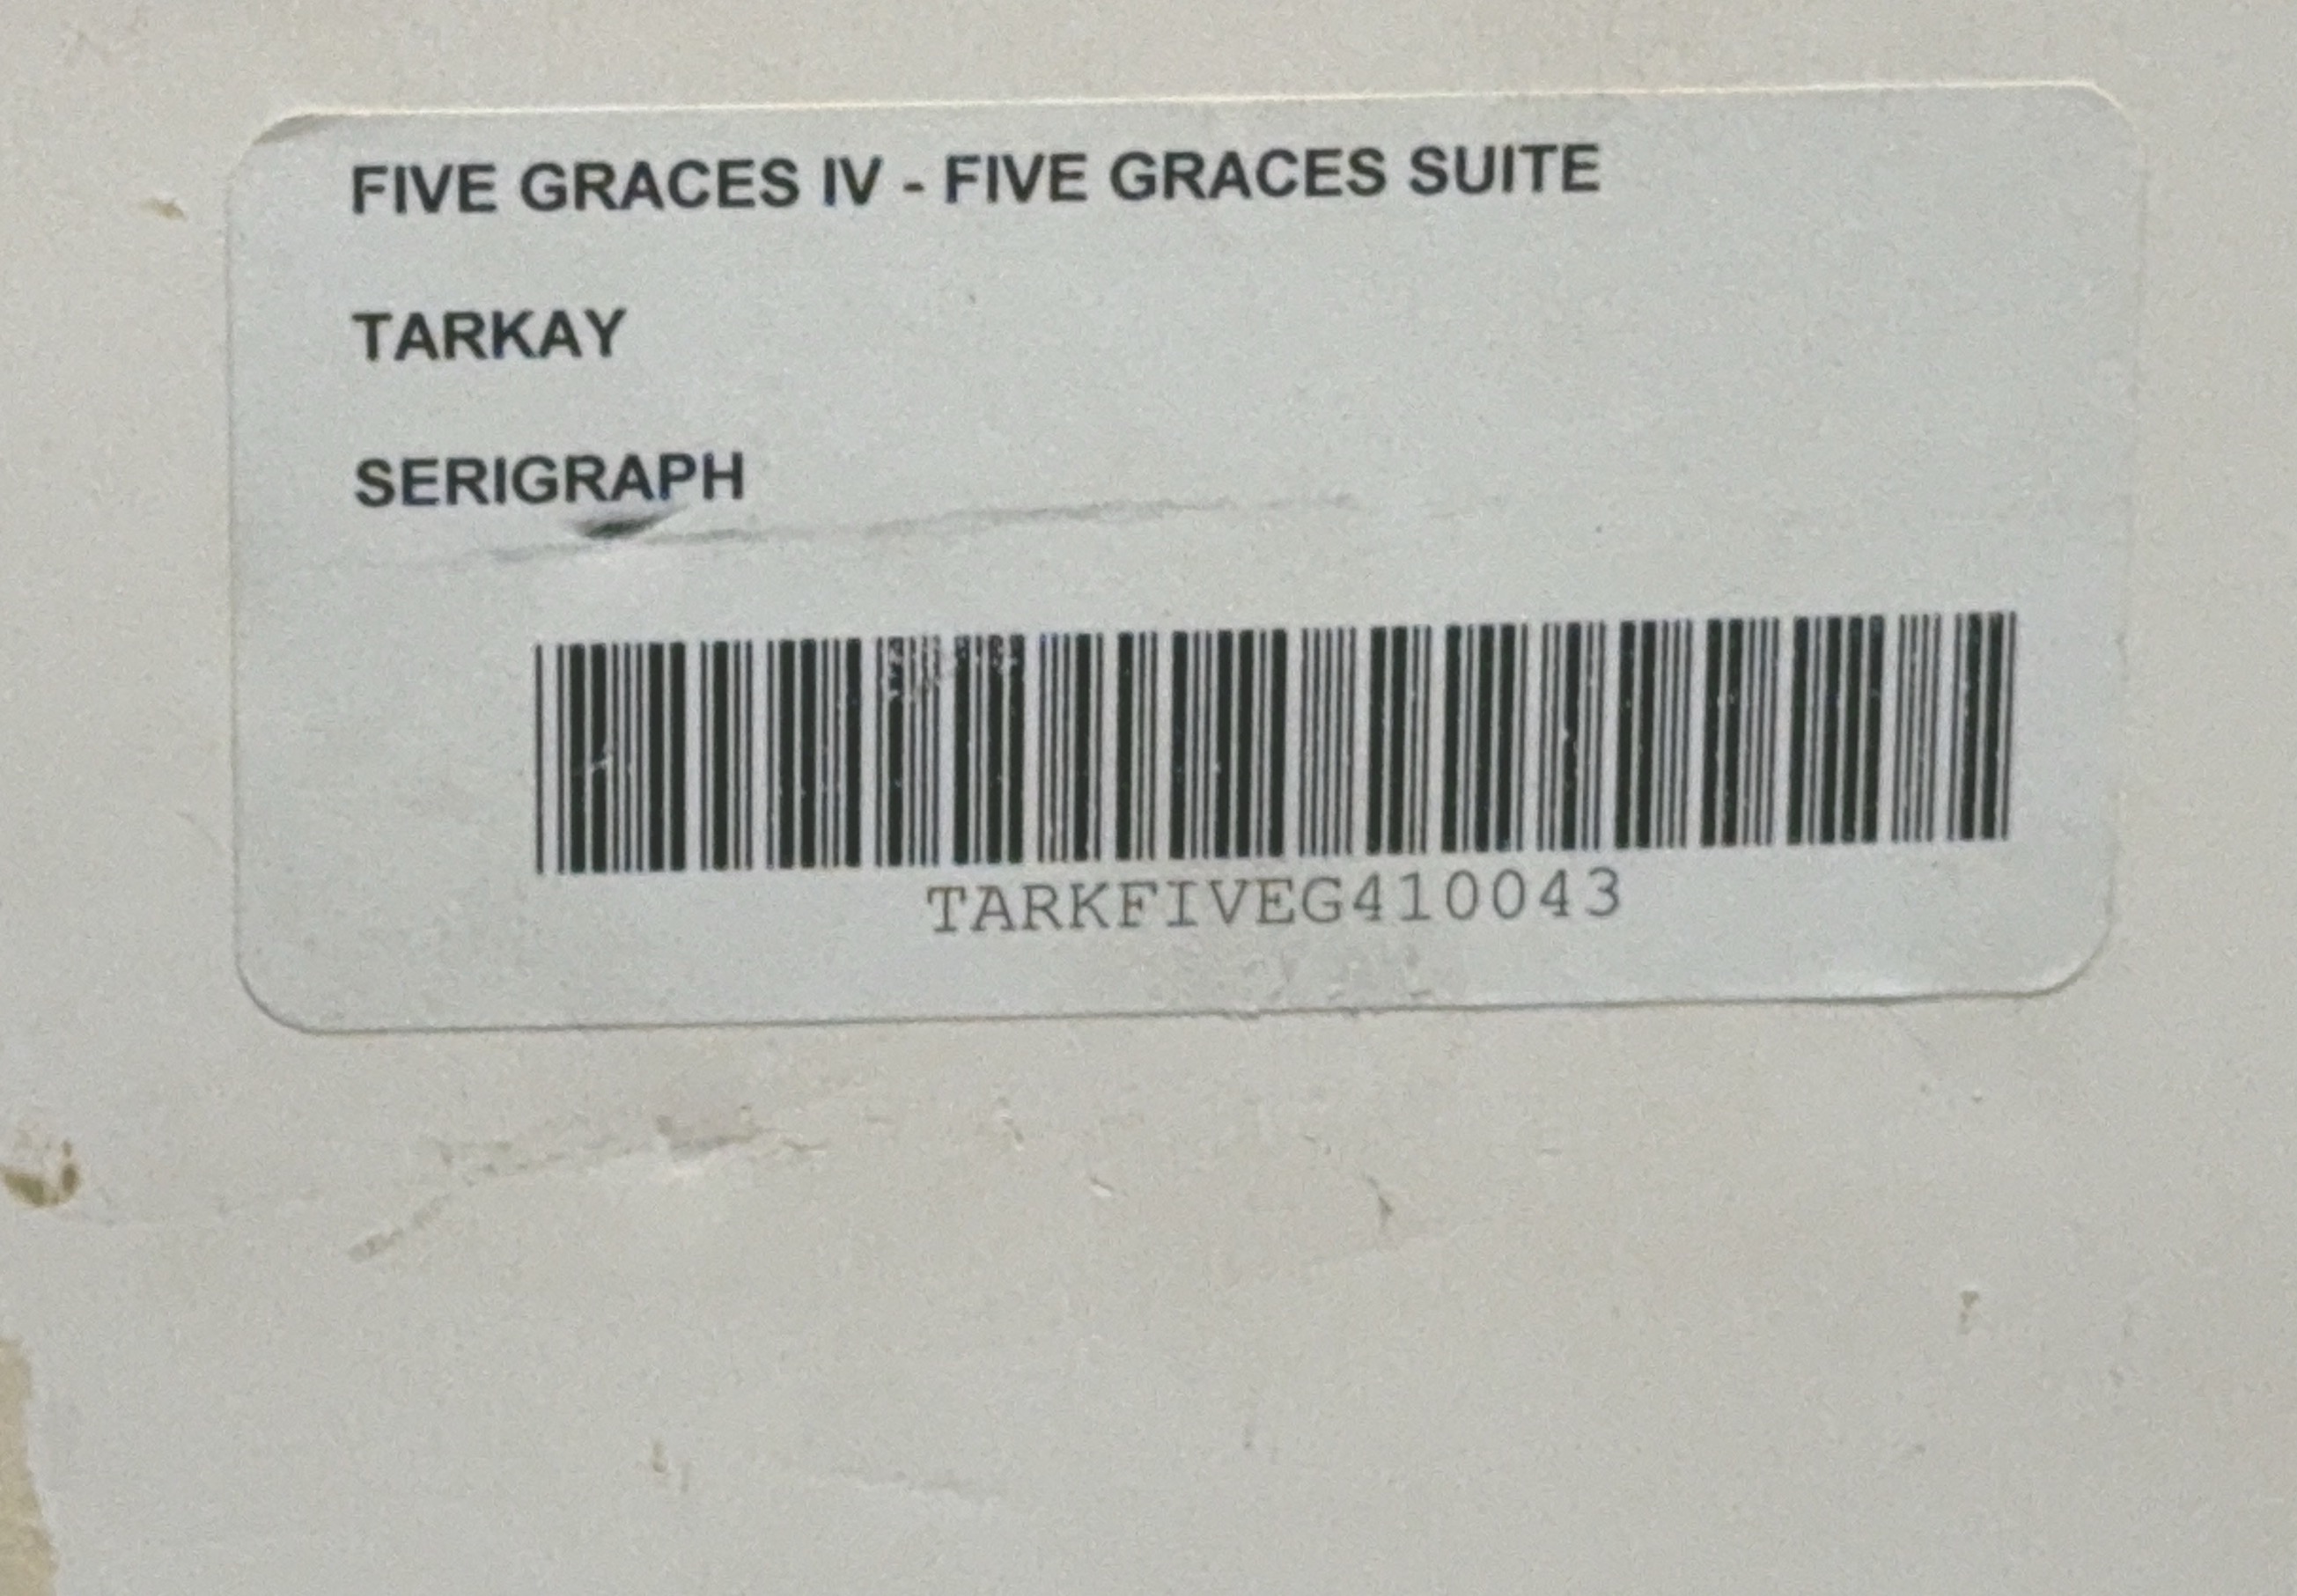 FIVE GRACES IV - FIVE GRACES SUITE
TARKAY
SERIGRAPH
TARKFIVEG410043